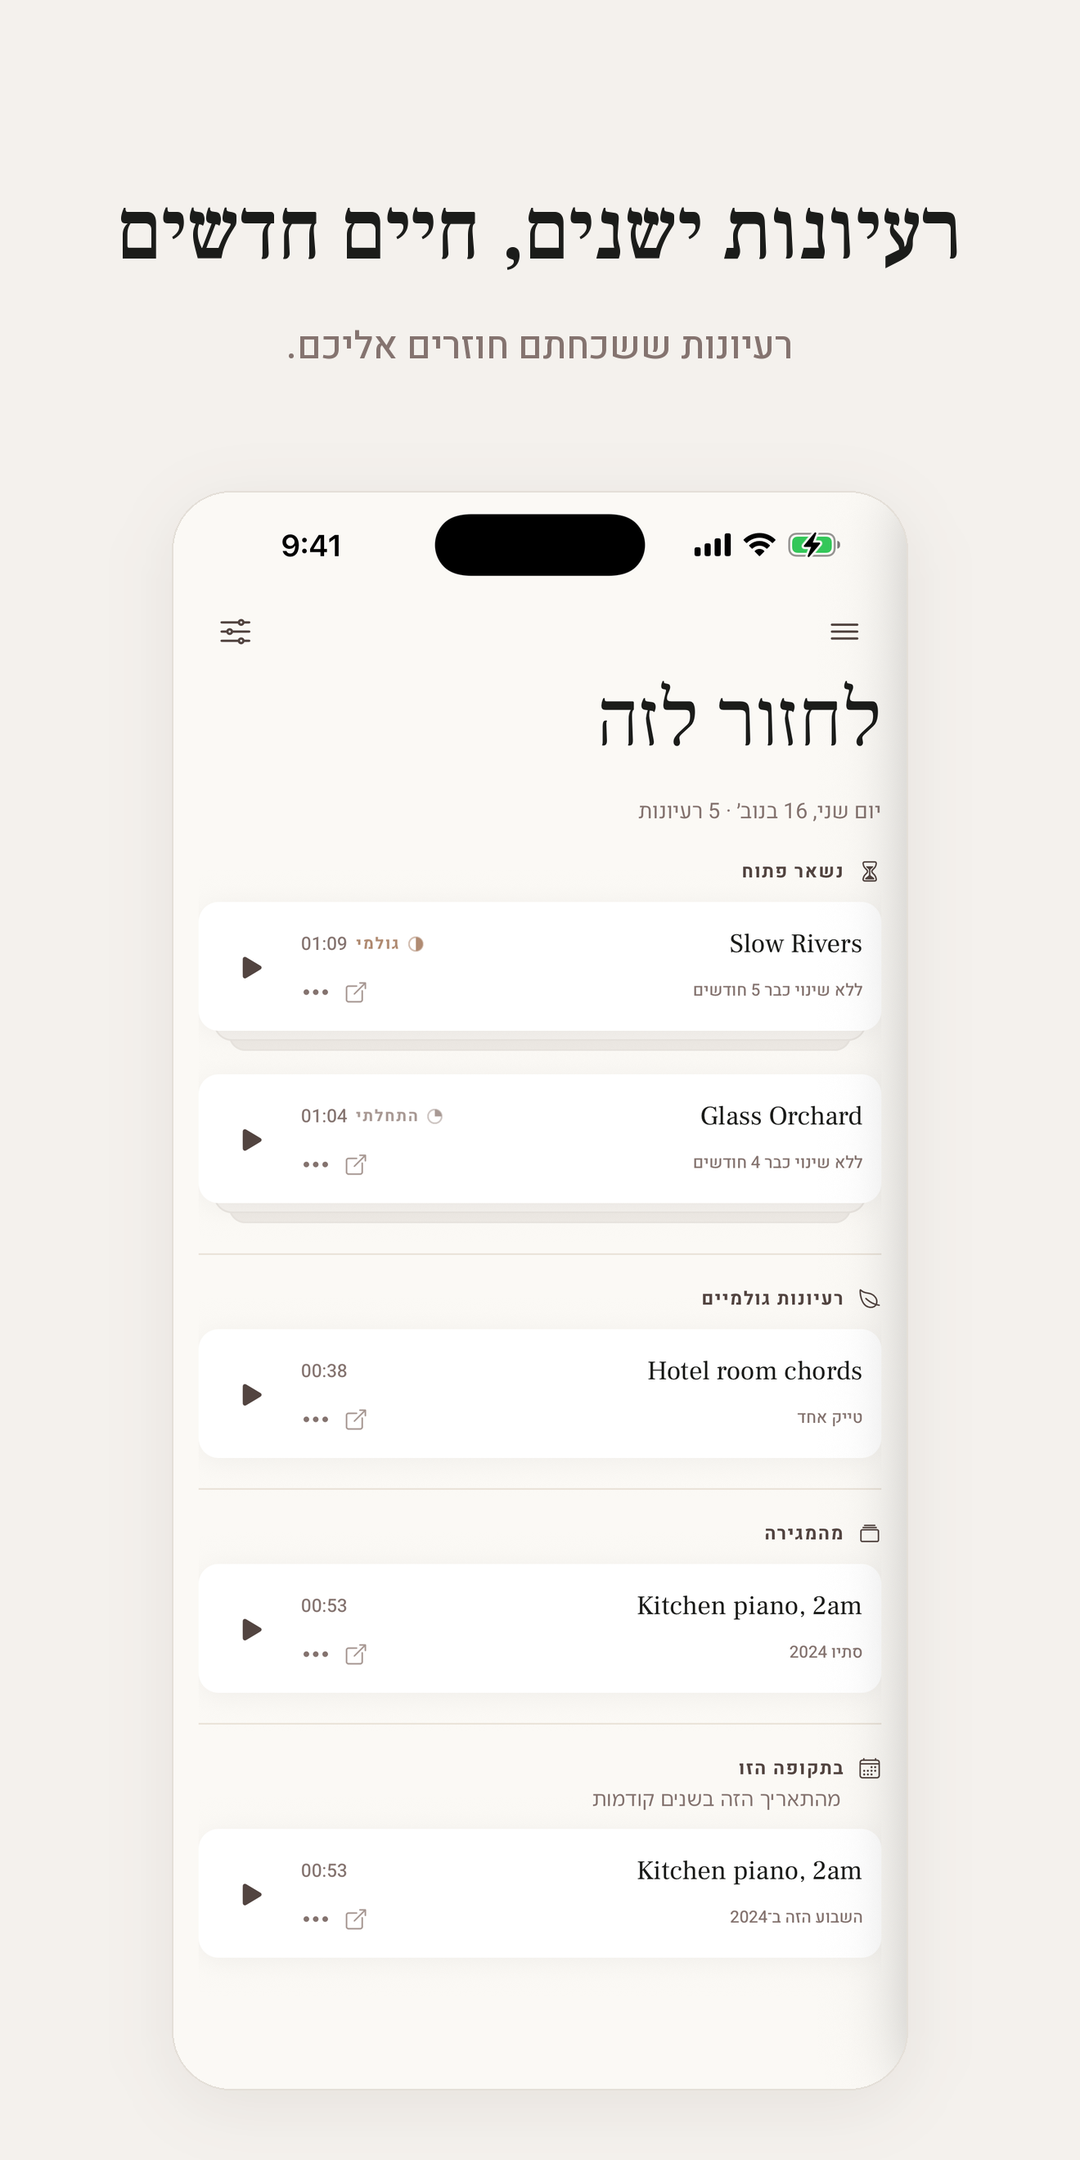 רעיונות ישנים, חיים חדשים
רעיונות ששכחתם חוזרים אליכם.
9:41
לחזור לזה
יום שני, 16 בנוב׳ · 5 רעיונות
נשאר פתוח
Slow Rivers
גולמי 01:09
ללא שינוי כבר 5 חודשים
Glass Orchard
התחלתי 01:04
ללא שינוי כבר 4 חודשים
רעיונות גולמיים
Hotel room chords
00:38
טייק אחד
מהמגירה
Kitchen piano, 2am
00:53
סתיו 2024
בתקופה הזו
מהתאריך הזה בשנים קודמות
Kitchen piano, 2am
00:53
השבוע הזה ב־2024